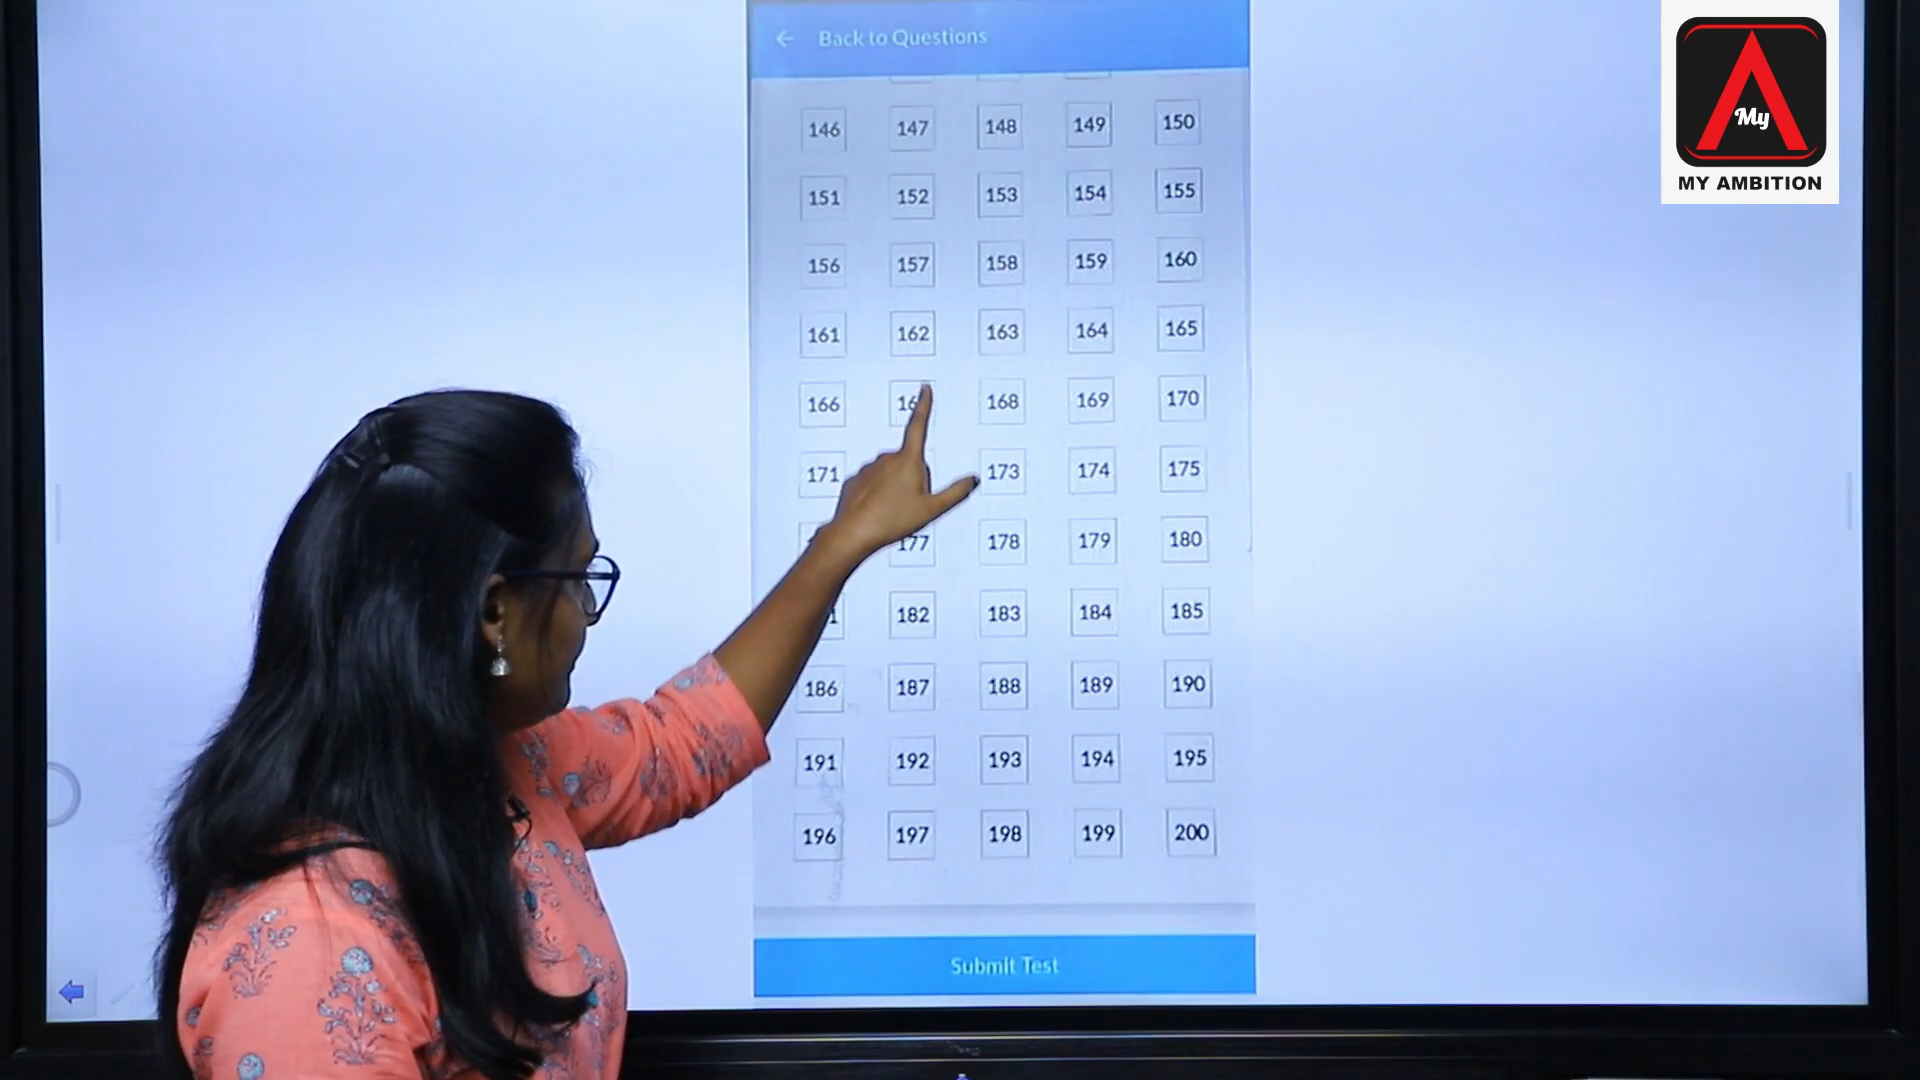 Back to Questions
My
MY AMBITION
146 147 148 149 150
151 152 153 154 155
156 157 158 159 160
161 162 163 164 165
166 168 169 170
171 173 174 175
177 178 179 180
182 183 184 185
186 187 188 189 190
191 192 193 194 195
196 197 198 199 200
Submit Test